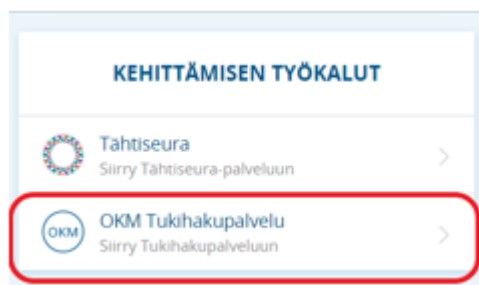 KEHITTÄMISEN TYÖKALUT
Tähtiseura
Siirry Tähtiseura-palveluun
OKM
OKM Tukihakupalvelu
Siirry Tukihakupalveluun